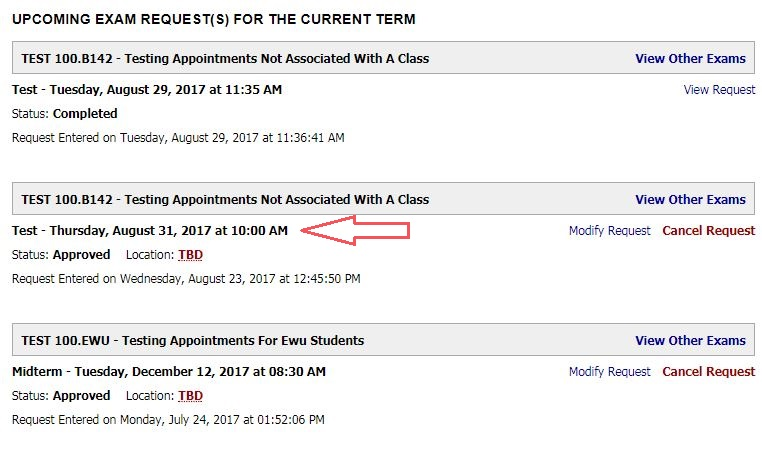 UPCOMING EXAM REQUEST(S) FOR THE CURRENT TERM
TEST 100.B142 - Testing Appointments Not Associated With A Class View Other Exams
Test - Tuesday, August 29, 2017 at 11:35 AM View Request
Status: Completed
Request Entered on Tuesday, August 29, 2017 at 11:36:41 AM
TEST 100.B142 - Testing Appointments Not Associated With A Class View Other Exams
Test - Thursday, August 31, 2017 at 10:00 AM Modify Request Cancel Request
Status: Approved Location: TBD
Request Entered on Wednesday, August 23, 2017 at 12:45:50 PM
TEST 100.EWU - Testing Appointments For Ewu Students View Other Exams
Midterm - Tuesday, December 12, 2017 at 08:30 AM Modify Request Cancel Request
Status: Approved Location: TBD
Request Entered on Monday, July 24, 2017 at 01:52:06 PM